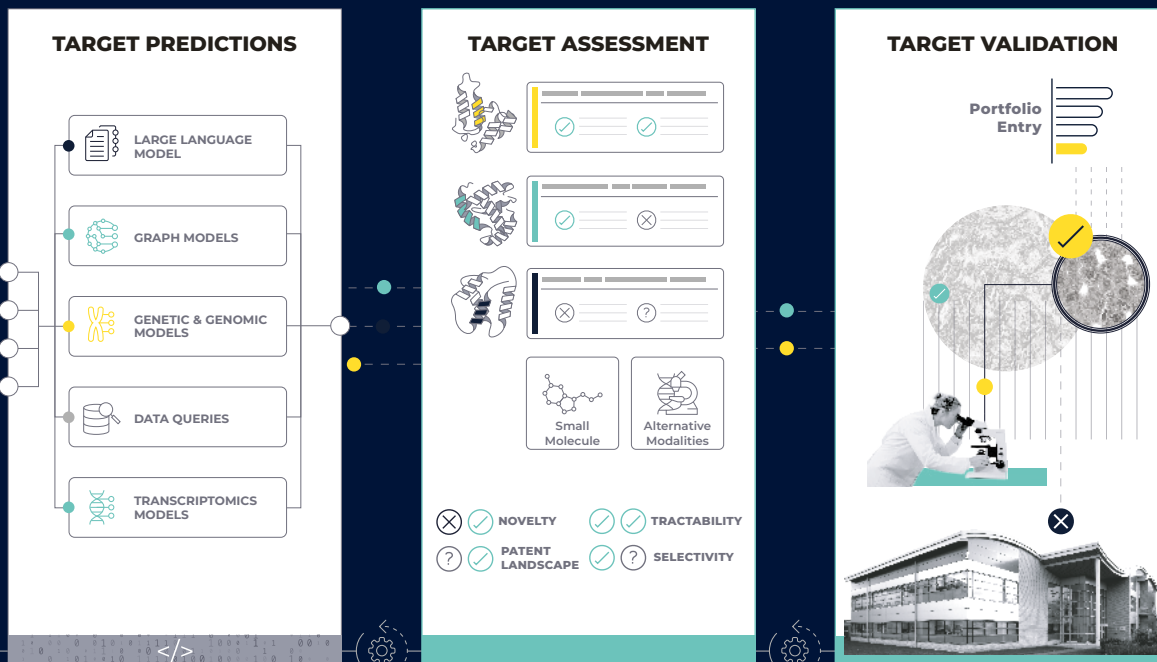 TARGET PREDICTIONS
LARGE LANGUAGE
MODEL
GRAPH MODELS
GENETIC & GENOMIC
MODELS
DATA QUERIES
TRANSCRIPTOMICS
MODELS
</>
TARGET ASSESSMENT
Small
Molecule
Alternative
Modalities
NOVELTY
TRACTABILITY
PATENT
LANDSCAPE
SELECTIVITY
TARGET VALIDATION
Portfolio
Entry